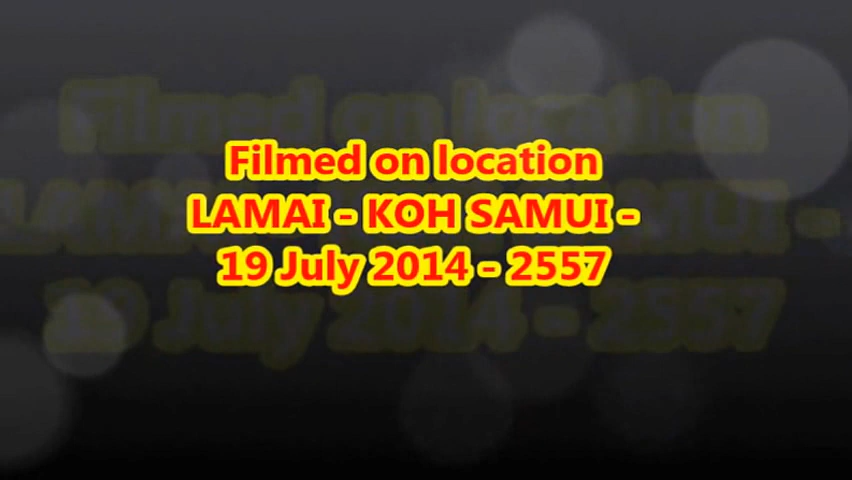 Filmed on location
LAMAI - KOH SAMUI -
19 July 2014 - 2557